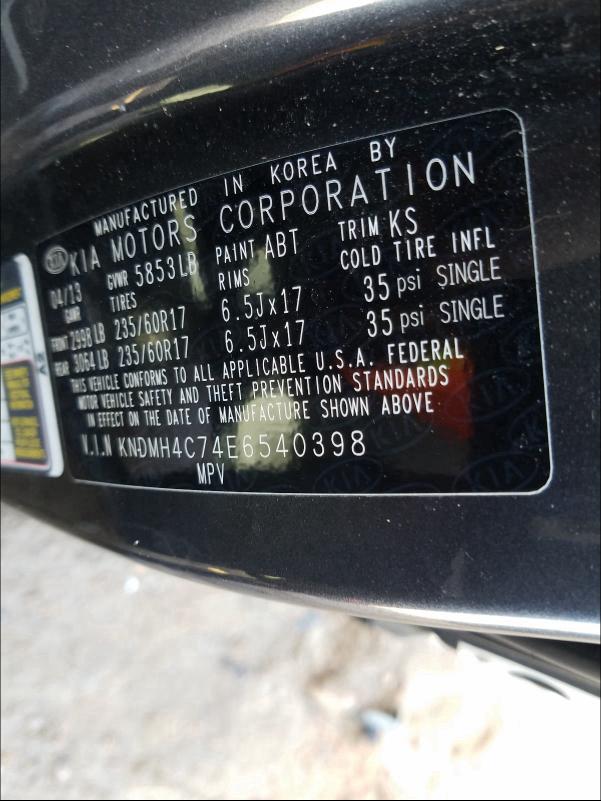 MANUFACTURED IN KOREA BY
KIA KIA MOTORS CORPORATION
04/13 GVWR 5853LB PAINT ABT TRIM KS
GAWR TIRES RIMS COLD TIRE INFL
FRONT 2998LB 235/60R17 6.5Jx17 35 psi SINGLE
REAR 3064LB 235/60R17 6.5Jx17 35 psi SINGLE
THIS VEHICLE CONFORMS TO ALL APPLICABLE U.S.A. FEDERAL
MOTOR VEHICLE SAFETY AND THEFT PREVENTION STANDARDS
IN EFFECT ON THE DATE OF MANUFACTURE SHOWN ABOVE
V.I.N KNDMH4C74E6540398
MPV